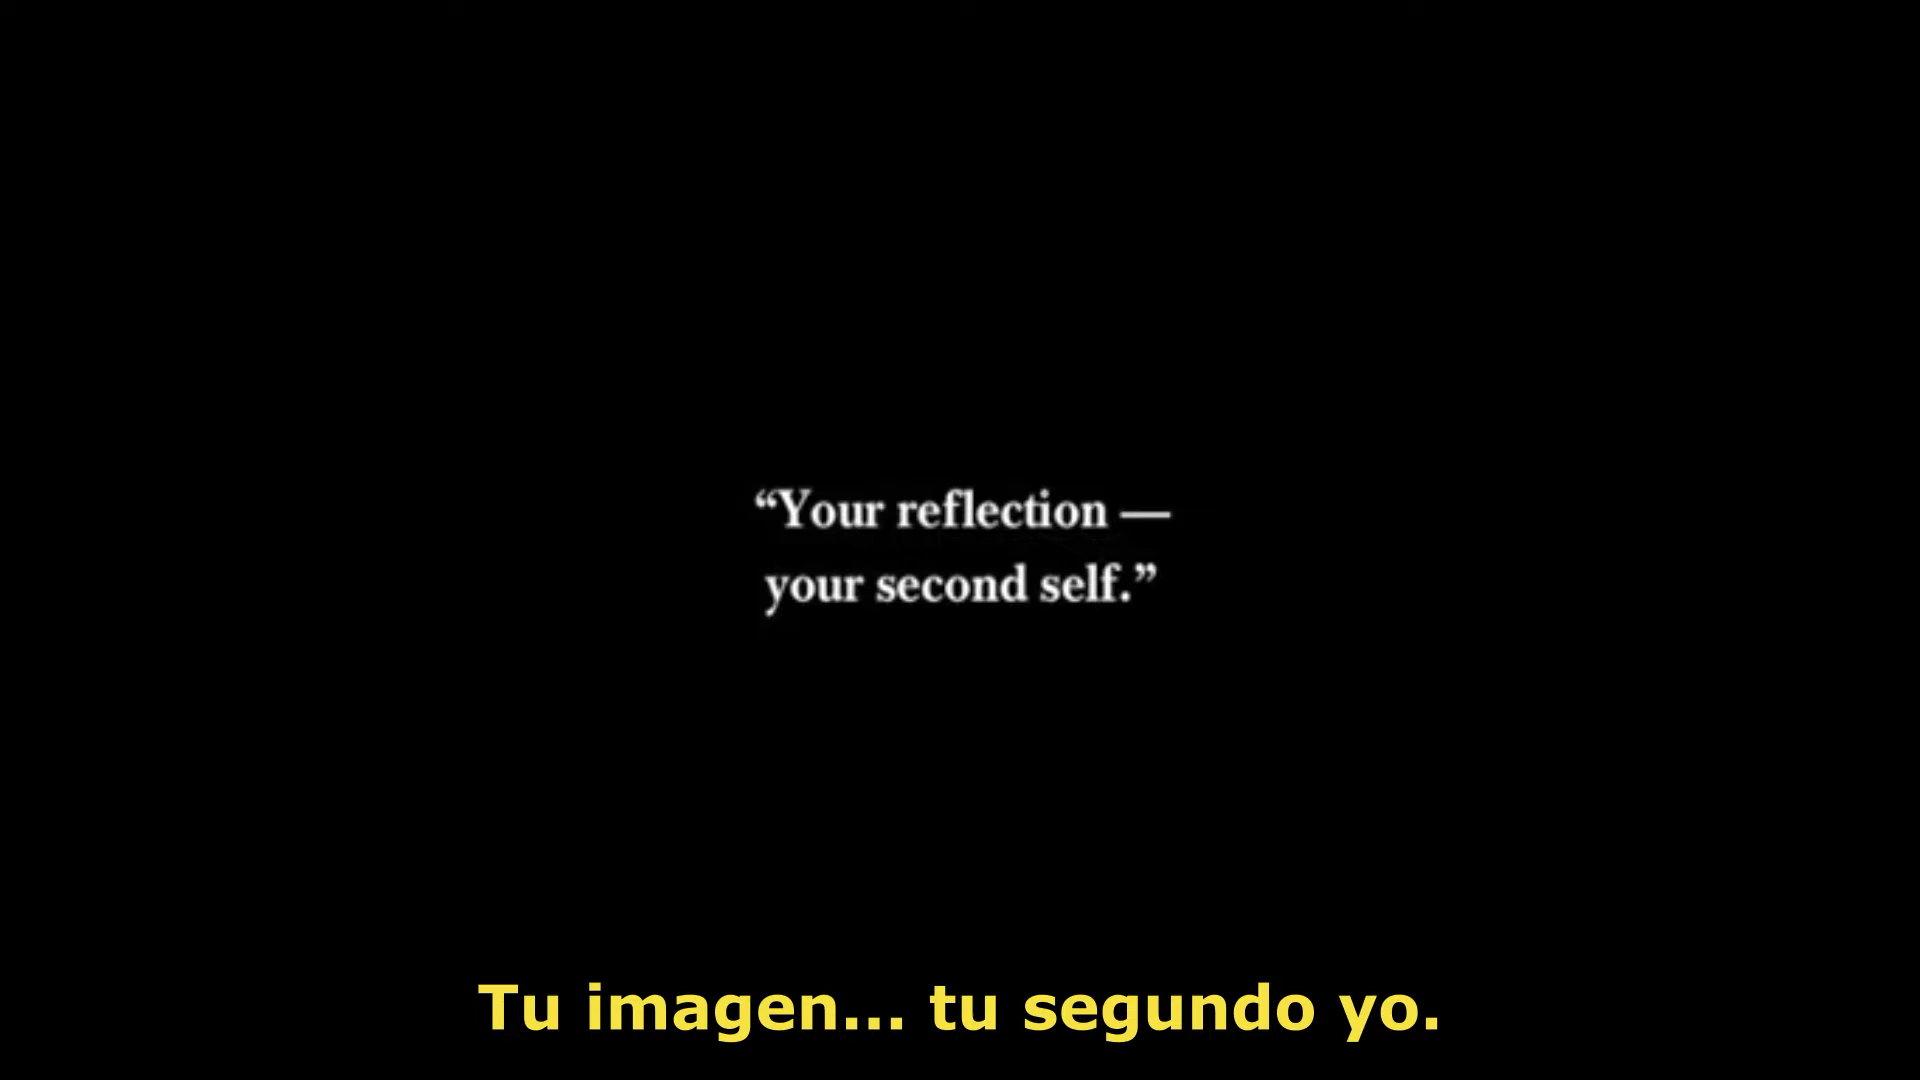 “Your reflection —
your second self.”
Tu imagen... tu segundo yo.